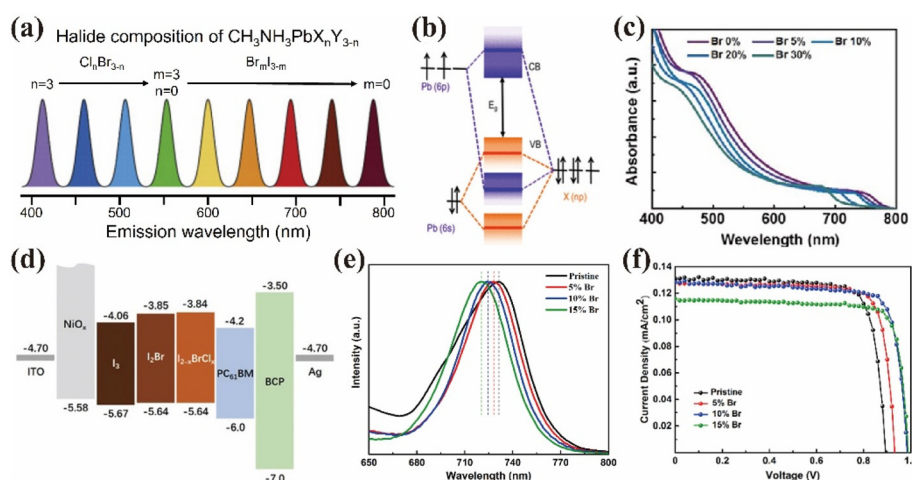 (a)
Halide composition of CH₃NH₃PbXₙY₃₋ₙ
ClₙBr₃₋ₙ
BrₘI₃₋ₘ
n=3
m=3
n=0
m=0
400 450 500 550 600 650 700 750 800
Emission wavelength (nm)
(b)
Pb (6p)
CB
E₉
VB
X (np)
Pb (6s)
(c)
Br 0% Br 5% Br 10%
Br 20% Br 30%
Absorbance (a.u.)
400 500 600 700 800
Wavelength (nm)
(d)
-3.50
-3.85 -3.84
-4.06
-4.2
-4.70
-4.70
NiOₓ
ITO
I₃
I₂Br
I₂₋ₓBrClₓ
PC₆₁BM
BCP
Ag
-5.58
-5.67
-5.64 -5.64
-6.0
-7.0
(e)
Pristine
5% Br
10% Br
15% Br
Intensity (a.u.)
650 680 710 740 770 800
Wavelength (nm)
(f)
0.14
0.12
0.10
0.08
0.06
0.04
0.02
Current Density (mA/cm²)
Pristine
5% Br
10% Br
15% Br
0 0.2 0.4 0.6 0.8 1.0
Voltage (V)